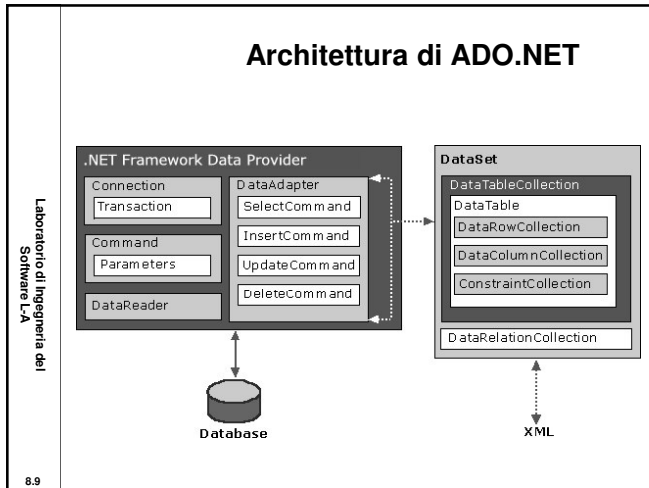 Architettura di ADO.NET
Laboratorio di Ingegneria del
Software L-A
.NET Framework Data Provider
Connection
Transaction
Command
Parameters
DataReader
DataAdapter
SelectCommand
InsertCommand
UpdateCommand
DeleteCommand
Database
DataSet
DataTableCollection
DataTable
DataRowCollection
DataColumnCollection
ConstraintCollection
DataRelationCollection
XML
8.9